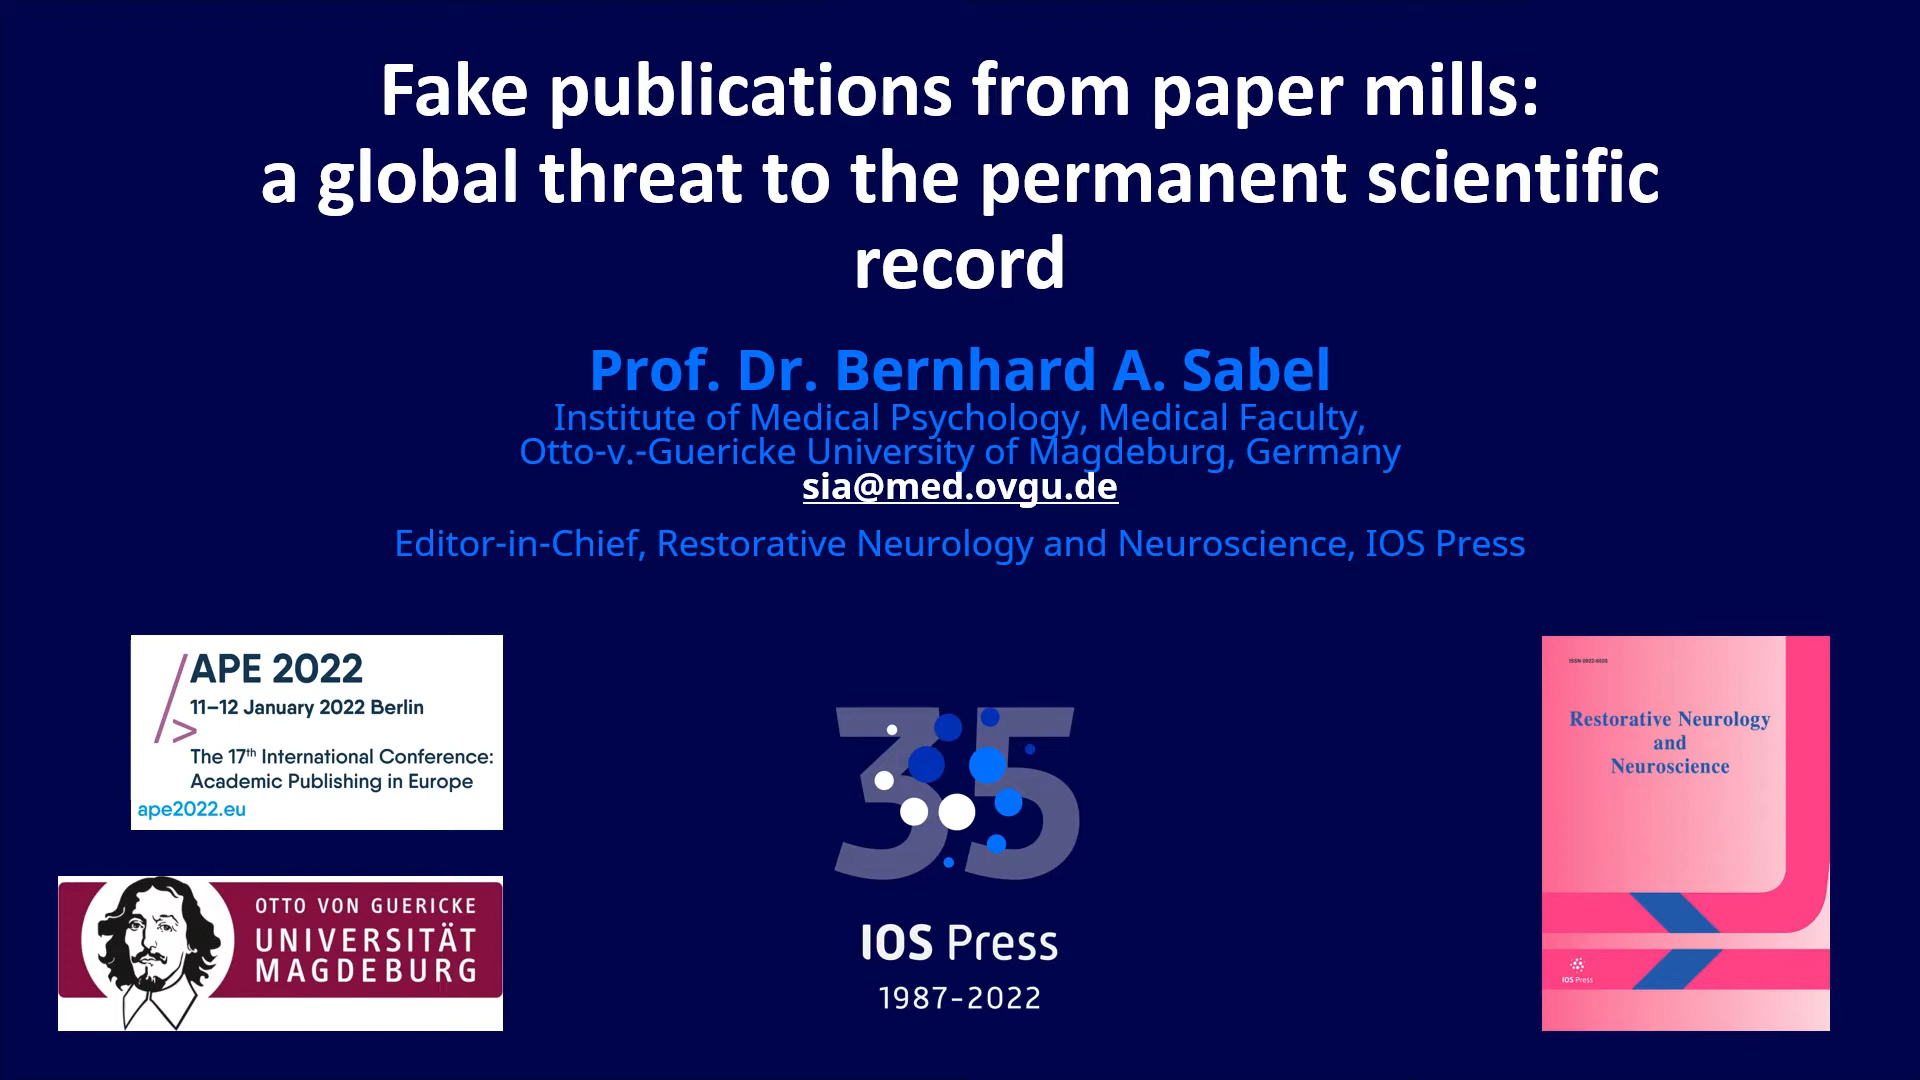 Fake publications from paper mills:
a global threat to the permanent scientific
record
Prof. Dr. Bernhard A. Sabel
Institute of Medical Psychology, Medical Faculty,
Otto-v.-Guericke University of Magdeburg, Germany
sia@med.ovgu.de
Editor-in-Chief, Restorative Neurology and Neuroscience, IOS Press
APE 2022
11–12 January 2022 Berlin
The 17th International Conference:
Academic Publishing in Europe
ape2022.eu
OTTO VON GUERICKE
UNIVERSITÄT
MAGDEBURG
35
IOS Press
1987–2022
Restorative Neurology
and
Neuroscience
IOS Press